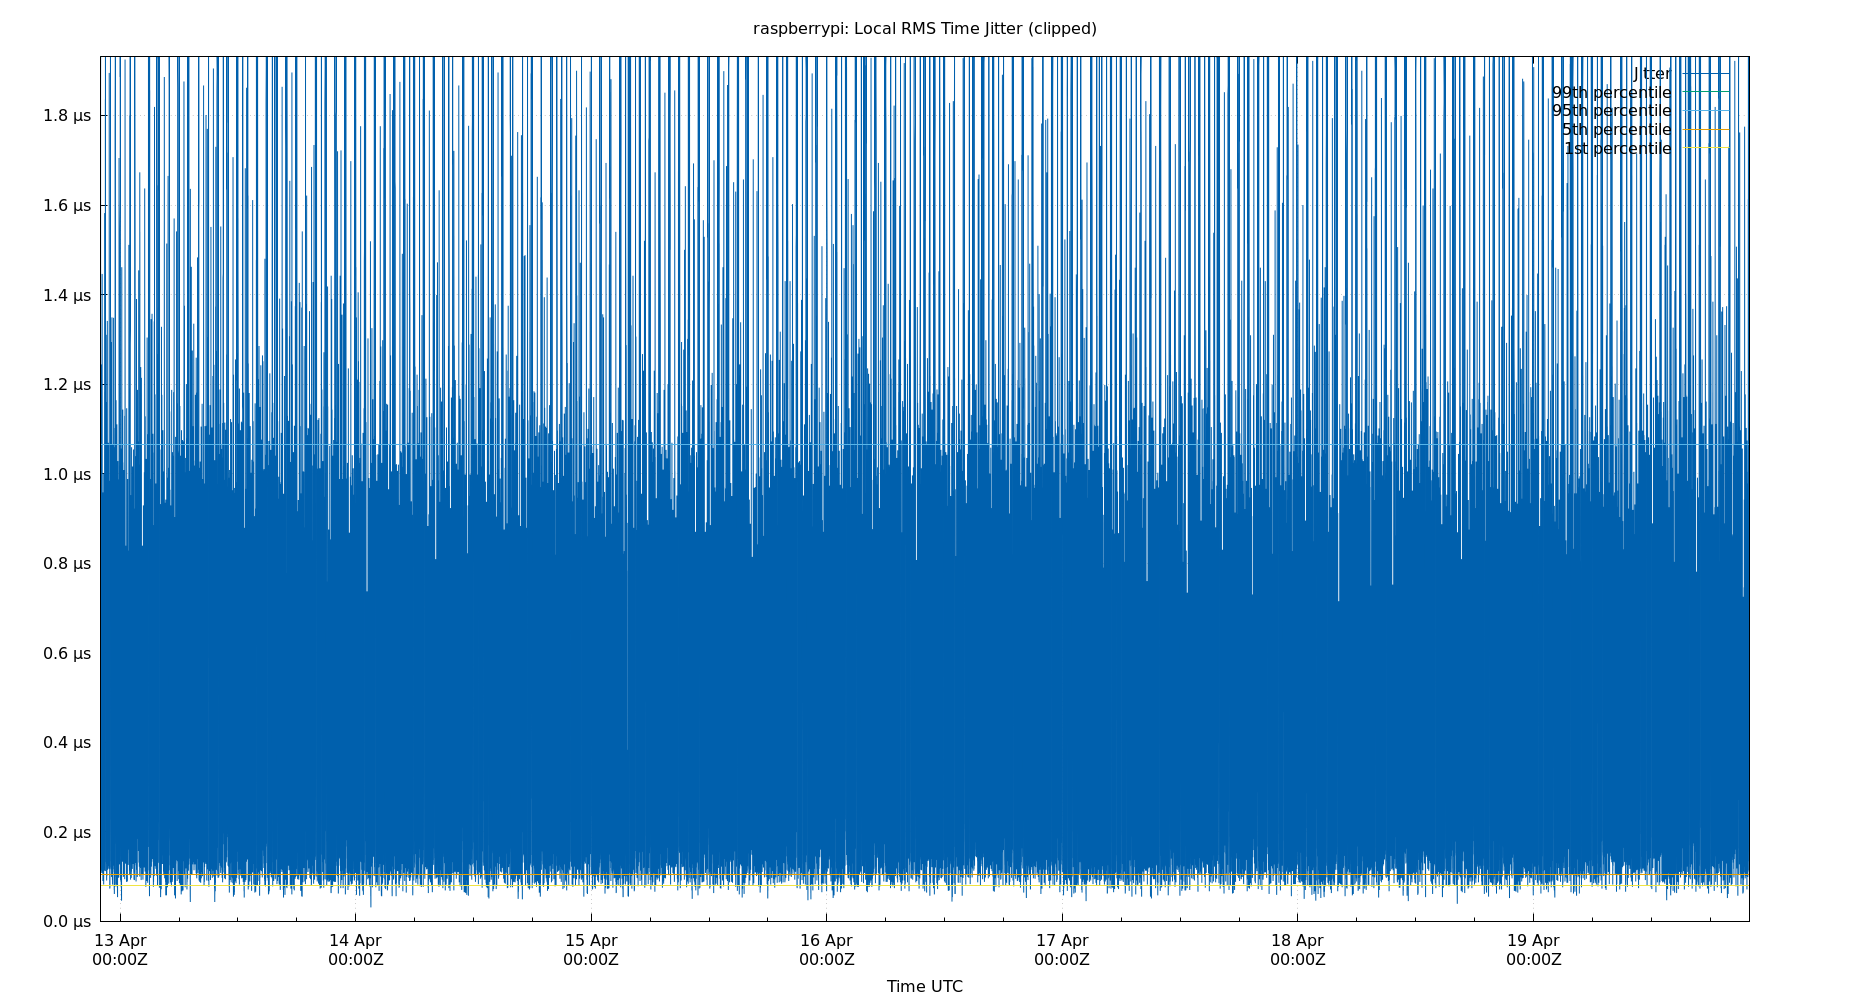 raspberrypi: Local RMS Time Jitter (clipped)
Jitter
99th percentile
95th percentile
5th percentile
1st percentile
1.8 µs
1.6 µs
1.4 µs
1.2 µs
1.0 µs
0.8 µs
0.6 µs
0.4 µs
0.2 µs
0.0 µs
13 Apr 14 Apr 15 Apr 16 Apr 17 Apr 18 Apr 19 Apr
00:00Z 00:00Z 00:00Z 00:00Z 00:00Z 00:00Z 00:00Z
Time UTC